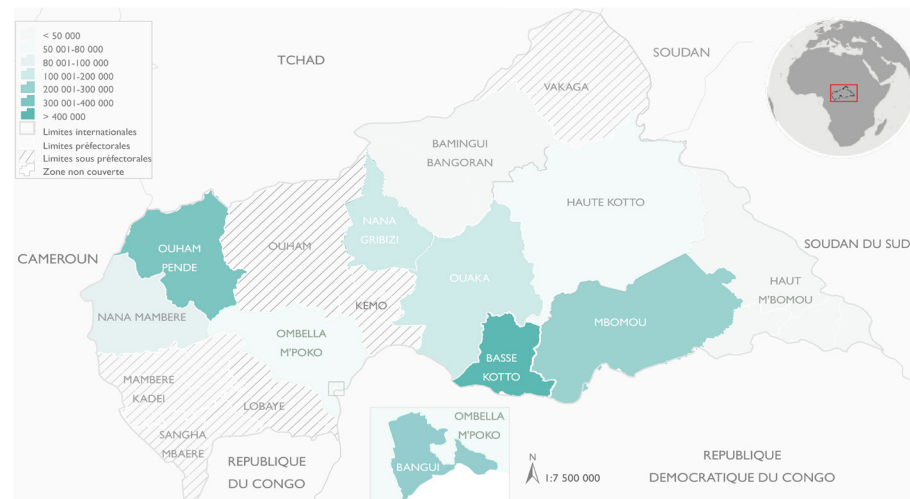 < 50 000
50 001-80 000
80 001-100 000
100 001-200 000
200 001-300 000
300 001-400 000
> 400 000
Limites internationales
Limites préfectorales
Limites sous préfectorales
Zone non couverte
TCHAD
SOUDAN
VAKAGA
BAMINGUI
BANGORAN
HAUTE KOTTO
NANA
GRIBIZI
OUHAM
OUHAM
PENDE
CAMEROUN
SOUDAN DU SUD
OUAKA
HAUT
M'BOMOU
KEMO
NANA MAMBERE
OMBELLA
M'POKO
MBOMOU
BASSE
KOTTO
MAMBERE
KADEI
LOBAYE
SANGHA
MBAERE
OMBELLA
M'POKO
BANGUI
REPUBLIQUE
DU CONGO
N
1:7 500 000
REPUBLIQUE
DEMOCRATIQUE DU CONGO